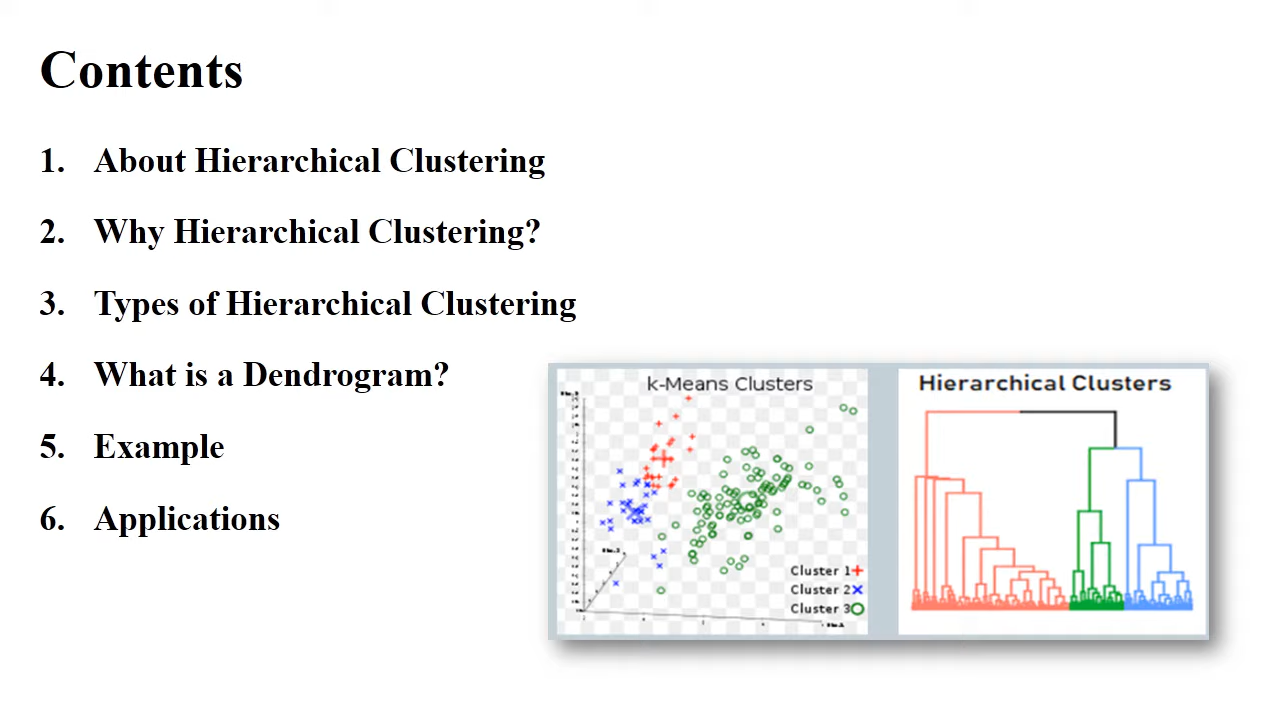 Contents
1. About Hierarchical Clustering
2. Why Hierarchical Clustering?
3. Types of Hierarchical Clustering
4. What is a Dendrogram?
5. Example
6. Applications
k-Means Clusters
Cluster 1
Cluster 2
Cluster 3
Hierarchical Clusters